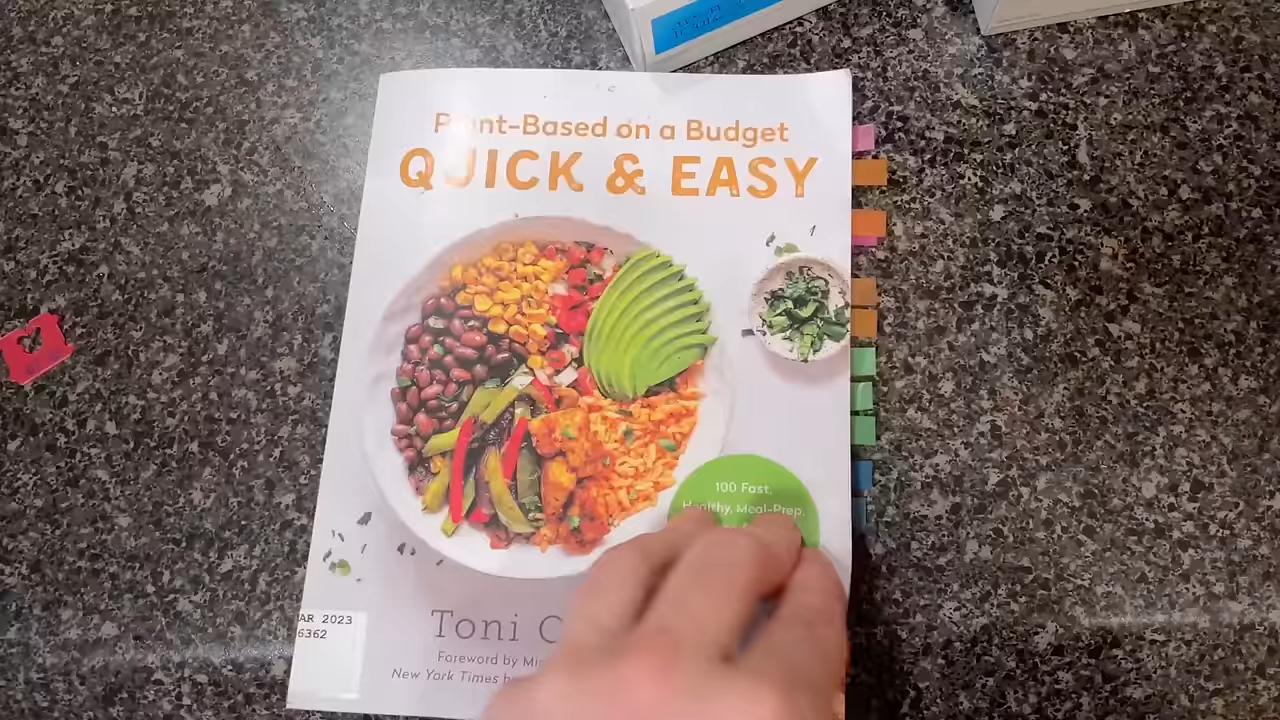 Plant-Based on a Budget
QUICK & EASY
100 Fast,
Healthy, Meal-Prep,
Toni
Foreword by
New York Times
AR 2023
6362